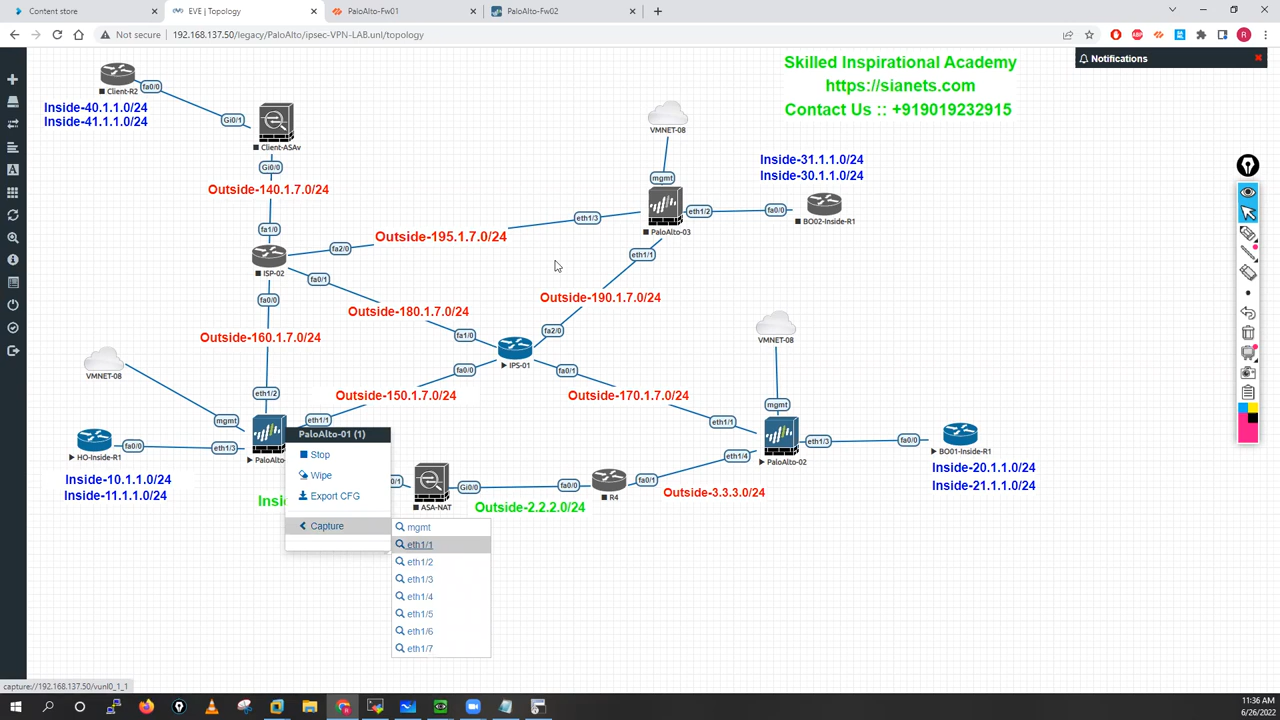 Content store
EVE | Topology
PaloAlto-Fw01
PaloAlto-Fw02
Not secure | 192.168.137.50/legacy/PaloAlto/ipsec-VPN-LAB.unl/topology
R
Skilled Inspirational Academy
https://sianets.com
Contact Us :: +919019232915
Notifications
fa0/0
Client-R2
Inside-40.1.1.0/24
Inside-41.1.1.0/24
Gi0/1
Client-ASAv
Gi0/0
Outside-140.1.7.0/24
fa1/0
VMNET-08
mgmt
Inside-31.1.1.0/24
Inside-30.1.1.0/24
eth1/3
eth1/2
fa0/0
BO02-Inside-R1
PaloAlto-03
Outside-195.1.7.0/24
fa2/0
eth1/1
ISP-02
fa0/1
fa0/0
Outside-190.1.7.0/24
Outside-180.1.7.0/24
Outside-160.1.7.0/24
fa1/0
fa2/0
IPS-01
fa0/0
fa0/1
VMNET-08
VMNET-08
Outside-150.1.7.0/24
Outside-170.1.7.0/24
eth1/2
mgmt
mgmt
eth1/1
eth1/1
HO-Inside-R1
fa0/0
eth1/3
PaloAlto-
PaloAlto-01 (1)
Stop
Wipe
Export CFG
Capture
mgmt
eth1/1
eth1/2
eth1/3
eth1/4
eth1/5
eth1/6
eth1/7
eth1/3
fa0/0
BO01-Inside-R1
eth1/4
PaloAlto-02
Inside-10.1.1.0/24
Inside-11.1.1.0/24
Insi
0/1
ASA-NAT
Gi0/0
fa0/0
R4
fa0/1
Outside-2.2.2.0/24
Outside-3.3.3.0/24
Inside-20.1.1.0/24
Inside-21.1.1.0/24
capture://192.168.137.50/vunl0_1_1
11:36 AM
6/26/2022